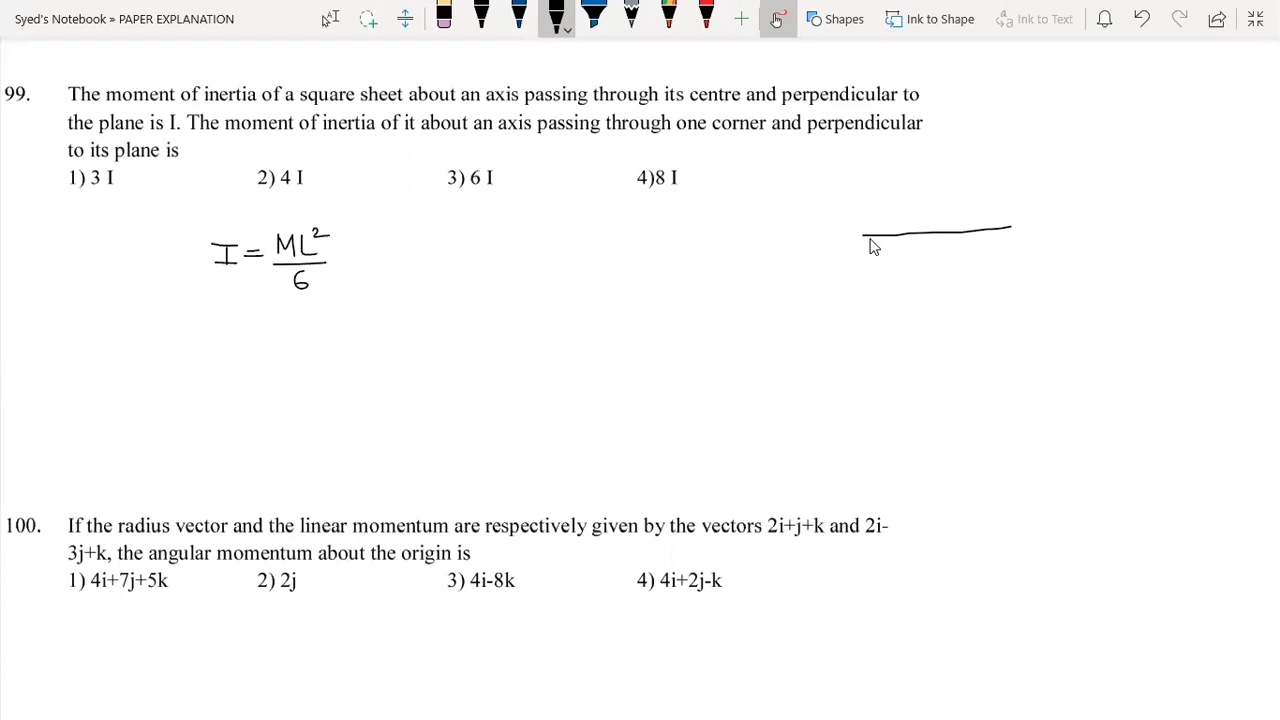 Syed's Notebook » PAPER EXPLANATION
Shapes
Ink to Shape
Ink to Text
99. The moment of inertia of a square sheet about an axis passing through its centre and perpendicular to
the plane is I. The moment of inertia of it about an axis passing through one corner and perpendicular
to its plane is
1) 3 I 2) 4 I 3) 6 I 4)8 I
I = ML²/6
100. If the radius vector and the linear momentum are respectively given by the vectors 2i+j+k and 2i-
3j+k, the angular momentum about the origin is
1) 4i+7j+5k 2) 2j 3) 4i-8k 4) 4i+2j-k